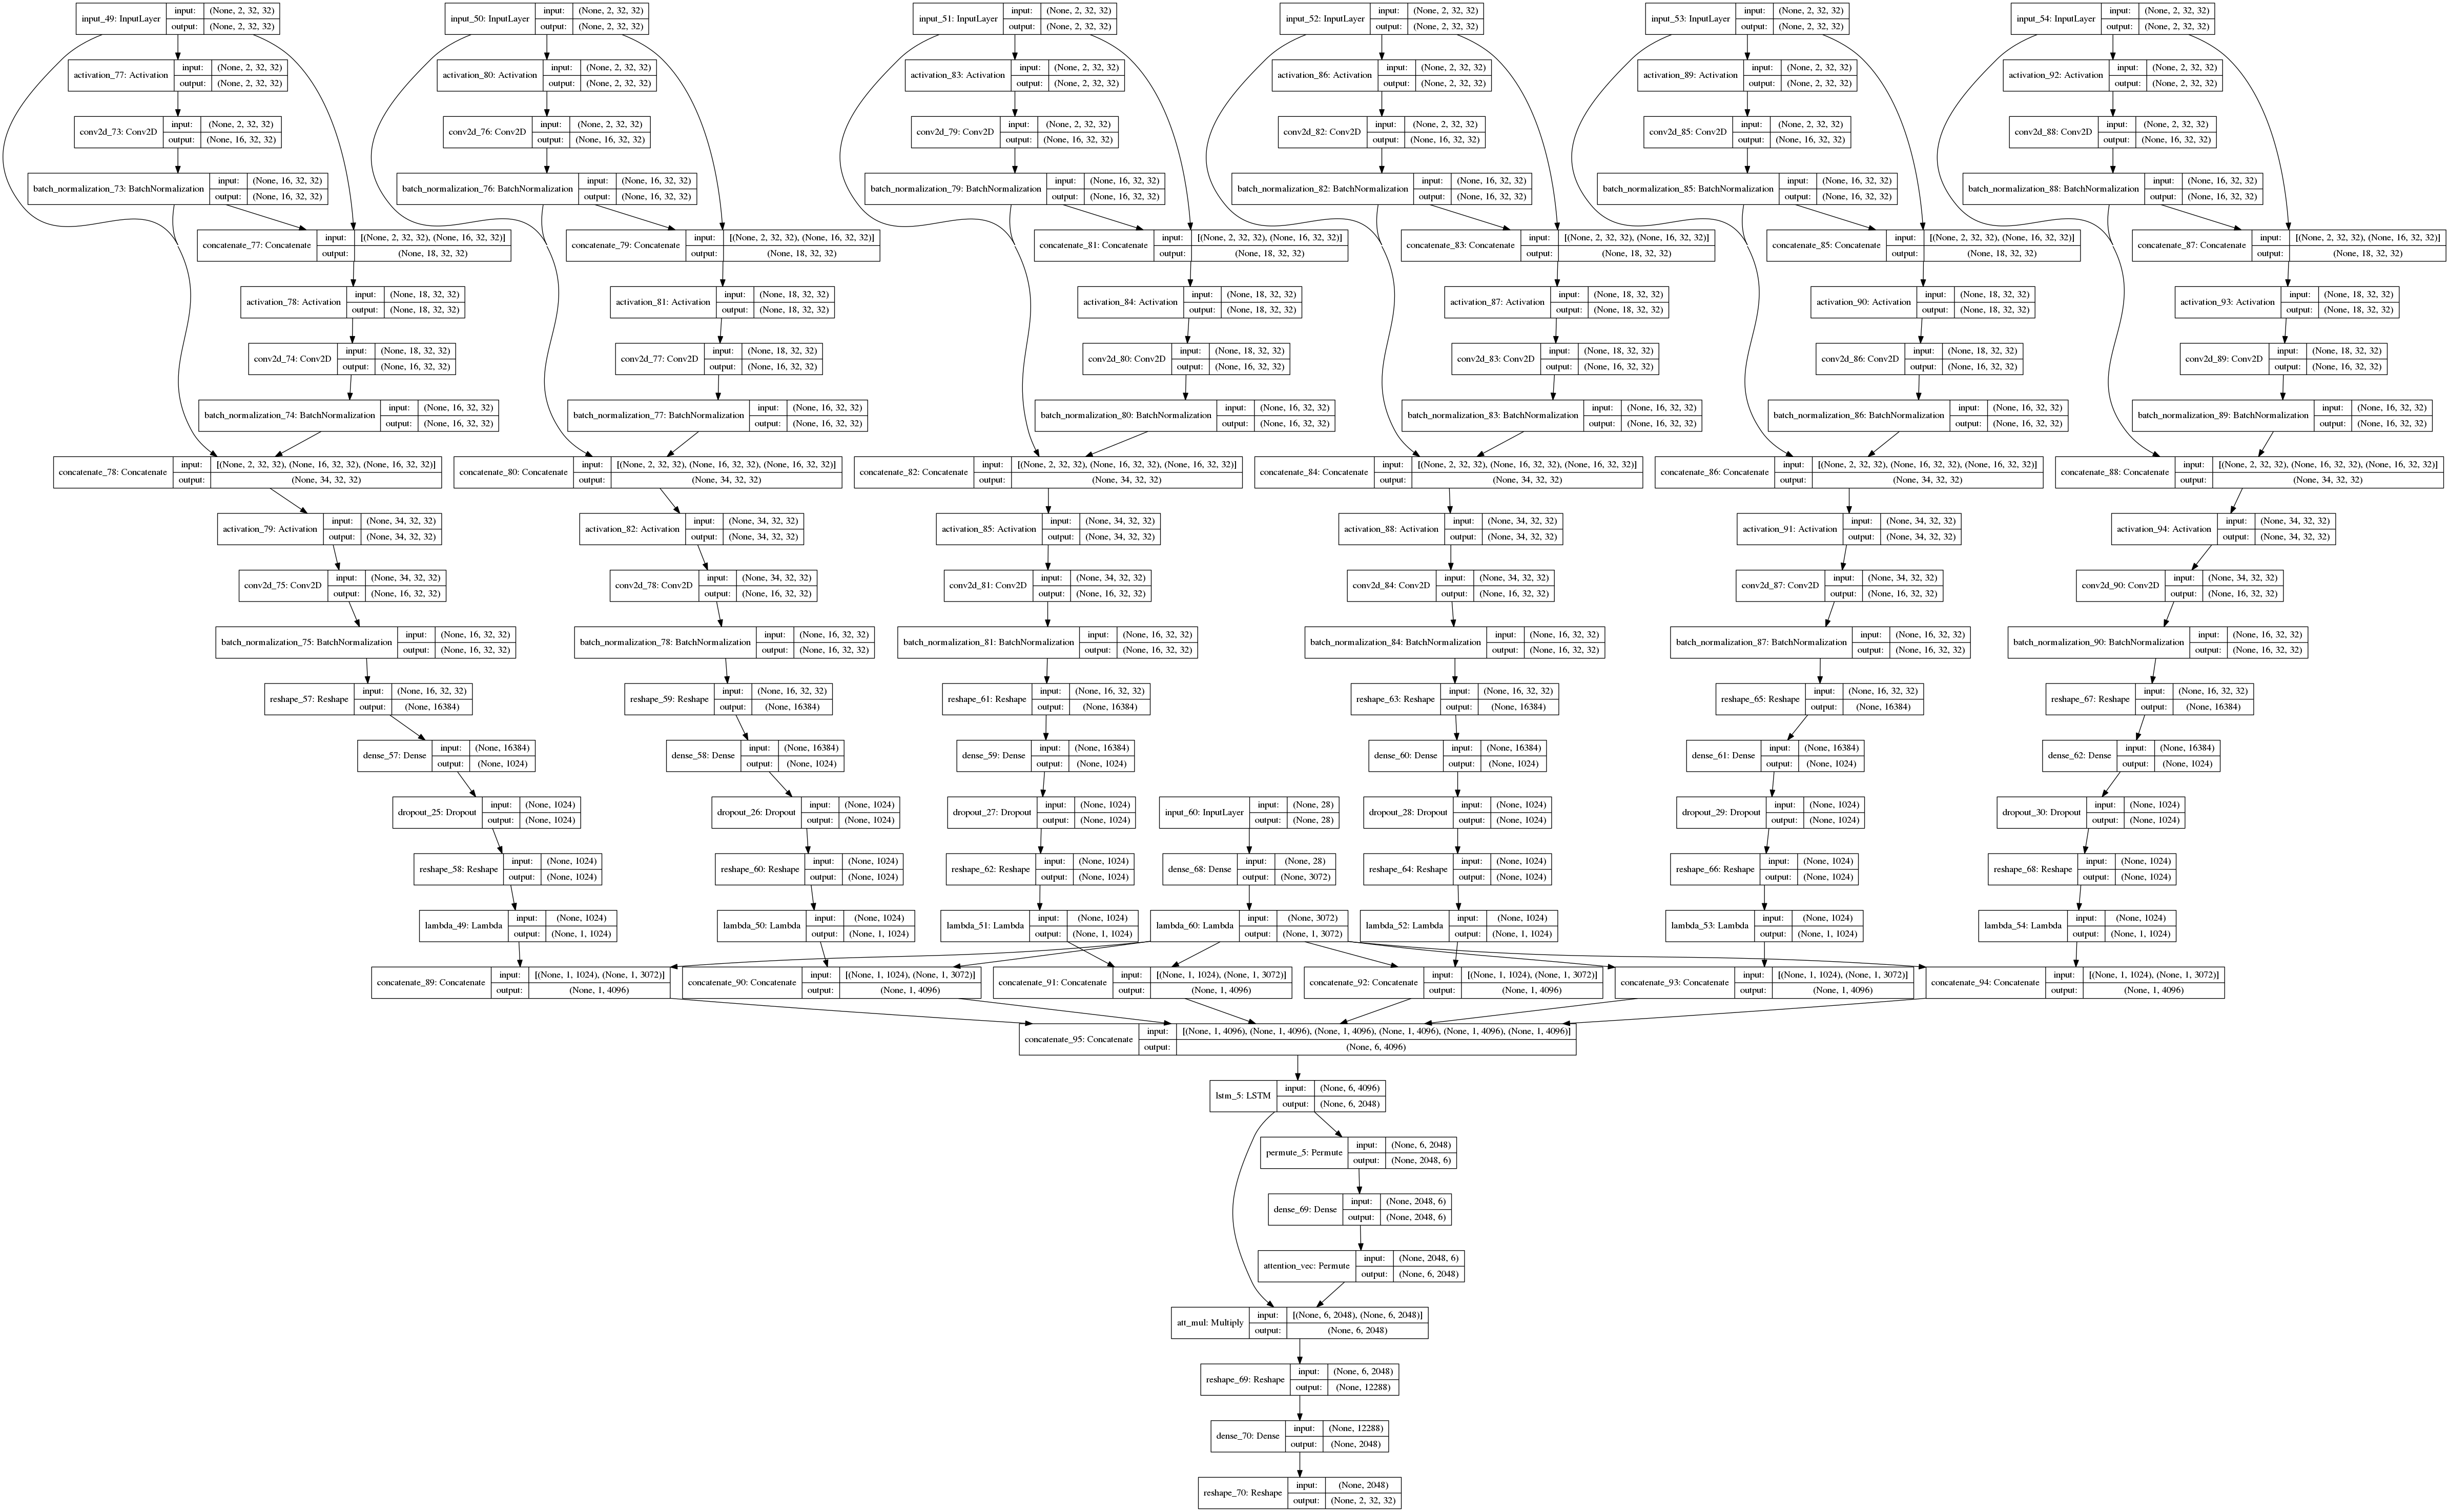 input_49: InputLayer input: (None, 2, 32, 32)
output: (None, 2, 32, 32)
input_50: InputLayer input: (None, 2, 32, 32)
output: (None, 2, 32, 32)
input_51: InputLayer input: (None, 2, 32, 32)
output: (None, 2, 32, 32)
input_52: InputLayer input: (None, 2, 32, 32)
output: (None, 2, 32, 32)
input_53: InputLayer input: (None, 2, 32, 32)
output: (None, 2, 32, 32)
input_54: InputLayer input: (None, 2, 32, 32)
output: (None, 2, 32, 32)
activation_77: Activation input: (None, 2, 32, 32)
output: (None, 2, 32, 32)
activation_80: Activation input: (None, 2, 32, 32)
output: (None, 2, 32, 32)
activation_83: Activation input: (None, 2, 32, 32)
output: (None, 2, 32, 32)
activation_86: Activation input: (None, 2, 32, 32)
output: (None, 2, 32, 32)
activation_89: Activation input: (None, 2, 32, 32)
output: (None, 2, 32, 32)
activation_92: Activation input: (None, 2, 32, 32)
output: (None, 2, 32, 32)
conv2d_73: Conv2D input: (None, 2, 32, 32)
output: (None, 16, 32, 32)
conv2d_76: Conv2D input: (None, 2, 32, 32)
output: (None, 16, 32, 32)
conv2d_79: Conv2D input: (None, 2, 32, 32)
output: (None, 16, 32, 32)
conv2d_82: Conv2D input: (None, 2, 32, 32)
output: (None, 16, 32, 32)
conv2d_85: Conv2D input: (None, 2, 32, 32)
output: (None, 16, 32, 32)
conv2d_88: Conv2D input: (None, 2, 32, 32)
output: (None, 16, 32, 32)
batch_normalization_73: BatchNormalization input: (None, 16, 32, 32)
output: (None, 16, 32, 32)
batch_normalization_76: BatchNormalization input: (None, 16, 32, 32)
output: (None, 16, 32, 32)
batch_normalization_79: BatchNormalization input: (None, 16, 32, 32)
output: (None, 16, 32, 32)
batch_normalization_82: BatchNormalization input: (None, 16, 32, 32)
output: (None, 16, 32, 32)
batch_normalization_85: BatchNormalization input: (None, 16, 32, 32)
output: (None, 16, 32, 32)
batch_normalization_88: BatchNormalization input: (None, 16, 32, 32)
output: (None, 16, 32, 32)
concatenate_77: Concatenate input: [(None, 2, 32, 32), (None, 16, 32, 32)]
output: (None, 18, 32, 32)
concatenate_79: Concatenate input: [(None, 2, 32, 32), (None, 16, 32, 32)]
output: (None, 18, 32, 32)
concatenate_81: Concatenate input: [(None, 2, 32, 32), (None, 16, 32, 32)]
output: (None, 18, 32, 32)
concatenate_83: Concatenate input: [(None, 2, 32, 32), (None, 16, 32, 32)]
output: (None, 18, 32, 32)
concatenate_85: Concatenate input: [(None, 2, 32, 32), (None, 16, 32, 32)]
output: (None, 18, 32, 32)
concatenate_87: Concatenate input: [(None, 2, 32, 32), (None, 16, 32, 32)]
output: (None, 18, 32, 32)
activation_78: Activation input: (None, 18, 32, 32)
output: (None, 18, 32, 32)
activation_81: Activation input: (None, 18, 32, 32)
output: (None, 18, 32, 32)
activation_84: Activation input: (None, 18, 32, 32)
output: (None, 18, 32, 32)
activation_87: Activation input: (None, 18, 32, 32)
output: (None, 18, 32, 32)
activation_90: Activation input: (None, 18, 32, 32)
output: (None, 18, 32, 32)
activation_93: Activation input: (None, 18, 32, 32)
output: (None, 18, 32, 32)
conv2d_74: Conv2D input: (None, 18, 32, 32)
output: (None, 16, 32, 32)
conv2d_77: Conv2D input: (None, 18, 32, 32)
output: (None, 16, 32, 32)
conv2d_80: Conv2D input: (None, 18, 32, 32)
output: (None, 16, 32, 32)
conv2d_83: Conv2D input: (None, 18, 32, 32)
output: (None, 16, 32, 32)
conv2d_86: Conv2D input: (None, 18, 32, 32)
output: (None, 16, 32, 32)
conv2d_89: Conv2D input: (None, 18, 32, 32)
output: (None, 16, 32, 32)
batch_normalization_74: BatchNormalization input: (None, 16, 32, 32)
output: (None, 16, 32, 32)
batch_normalization_77: BatchNormalization input: (None, 16, 32, 32)
output: (None, 16, 32, 32)
batch_normalization_80: BatchNormalization input: (None, 16, 32, 32)
output: (None, 16, 32, 32)
batch_normalization_83: BatchNormalization input: (None, 16, 32, 32)
output: (None, 16, 32, 32)
batch_normalization_86: BatchNormalization input: (None, 16, 32, 32)
output: (None, 16, 32, 32)
batch_normalization_89: BatchNormalization input: (None, 16, 32, 32)
output: (None, 16, 32, 32)
concatenate_78: Concatenate input: [(None, 2, 32, 32), (None, 16, 32, 32), (None, 16, 32, 32)]
output: (None, 34, 32, 32)
concatenate_80: Concatenate input: [(None, 2, 32, 32), (None, 16, 32, 32), (None, 16, 32, 32)]
output: (None, 34, 32, 32)
concatenate_82: Concatenate input: [(None, 2, 32, 32), (None, 16, 32, 32), (None, 16, 32, 32)]
output: (None, 34, 32, 32)
concatenate_84: Concatenate input: [(None, 2, 32, 32), (None, 16, 32, 32), (None, 16, 32, 32)]
output: (None, 34, 32, 32)
concatenate_86: Concatenate input: [(None, 2, 32, 32), (None, 16, 32, 32), (None, 16, 32, 32)]
output: (None, 34, 32, 32)
concatenate_88: Concatenate input: [(None, 2, 32, 32), (None, 16, 32, 32), (None, 16, 32, 32)]
output: (None, 34, 32, 32)
activation_79: Activation input: (None, 34, 32, 32)
output: (None, 34, 32, 32)
activation_82: Activation input: (None, 34, 32, 32)
output: (None, 34, 32, 32)
activation_85: Activation input: (None, 34, 32, 32)
output: (None, 34, 32, 32)
activation_88: Activation input: (None, 34, 32, 32)
output: (None, 34, 32, 32)
activation_91: Activation input: (None, 34, 32, 32)
output: (None, 34, 32, 32)
activation_94: Activation input: (None, 34, 32, 32)
output: (None, 34, 32, 32)
conv2d_75: Conv2D input: (None, 34, 32, 32)
output: (None, 16, 32, 32)
conv2d_78: Conv2D input: (None, 34, 32, 32)
output: (None, 16, 32, 32)
conv2d_81: Conv2D input: (None, 34, 32, 32)
output: (None, 16, 32, 32)
conv2d_84: Conv2D input: (None, 34, 32, 32)
output: (None, 16, 32, 32)
conv2d_87: Conv2D input: (None, 34, 32, 32)
output: (None, 16, 32, 32)
conv2d_90: Conv2D input: (None, 34, 32, 32)
output: (None, 16, 32, 32)
batch_normalization_75: BatchNormalization input: (None, 16, 32, 32)
output: (None, 16, 32, 32)
batch_normalization_78: BatchNormalization input: (None, 16, 32, 32)
output: (None, 16, 32, 32)
batch_normalization_81: BatchNormalization input: (None, 16, 32, 32)
output: (None, 16, 32, 32)
batch_normalization_84: BatchNormalization input: (None, 16, 32, 32)
output: (None, 16, 32, 32)
batch_normalization_87: BatchNormalization input: (None, 16, 32, 32)
output: (None, 16, 32, 32)
batch_normalization_90: BatchNormalization input: (None, 16, 32, 32)
output: (None, 16, 32, 32)
reshape_57: Reshape input: (None, 16, 32, 32)
output: (None, 16384)
reshape_59: Reshape input: (None, 16, 32, 32)
output: (None, 16384)
reshape_61: Reshape input: (None, 16, 32, 32)
output: (None, 16384)
reshape_63: Reshape input: (None, 16, 32, 32)
output: (None, 16384)
reshape_65: Reshape input: (None, 16, 32, 32)
output: (None, 16384)
reshape_67: Reshape input: (None, 16, 32, 32)
output: (None, 16384)
dense_57: Dense input: (None, 16384)
output: (None, 1024)
dense_58: Dense input: (None, 16384)
output: (None, 1024)
dense_59: Dense input: (None, 16384)
output: (None, 1024)
dense_60: Dense input: (None, 16384)
output: (None, 1024)
dense_61: Dense input: (None, 16384)
output: (None, 1024)
dense_62: Dense input: (None, 16384)
output: (None, 1024)
dropout_25: Dropout input: (None, 1024)
output: (None, 1024)
dropout_26: Dropout input: (None, 1024)
output: (None, 1024)
dropout_27: Dropout input: (None, 1024)
output: (None, 1024)
input_60: InputLayer input: (None, 28)
output: (None, 28)
dropout_28: Dropout input: (None, 1024)
output: (None, 1024)
dropout_29: Dropout input: (None, 1024)
output: (None, 1024)
dropout_30: Dropout input: (None, 1024)
output: (None, 1024)
reshape_58: Reshape input: (None, 1024)
output: (None, 1024)
reshape_60: Reshape input: (None, 1024)
output: (None, 1024)
reshape_62: Reshape input: (None, 1024)
output: (None, 1024)
dense_68: Dense input: (None, 28)
output: (None, 3072)
reshape_64: Reshape input: (None, 1024)
output: (None, 1024)
reshape_66: Reshape input: (None, 1024)
output: (None, 1024)
reshape_68: Reshape input: (None, 1024)
output: (None, 1024)
lambda_49: Lambda input: (None, 1024)
output: (None, 1, 1024)
lambda_50: Lambda input: (None, 1024)
output: (None, 1, 1024)
lambda_51: Lambda input: (None, 1024)
output: (None, 1, 1024)
lambda_60: Lambda input: (None, 3072)
output: (None, 1, 3072)
lambda_52: Lambda input: (None, 1024)
output: (None, 1, 1024)
lambda_53: Lambda input: (None, 1024)
output: (None, 1, 1024)
lambda_54: Lambda input: (None, 1024)
output: (None, 1, 1024)
concatenate_89: Concatenate input: [(None, 1, 1024), (None, 1, 3072)]
output: (None, 1, 4096)
concatenate_90: Concatenate input: [(None, 1, 1024), (None, 1, 3072)]
output: (None, 1, 4096)
concatenate_91: Concatenate input: [(None, 1, 1024), (None, 1, 3072)]
output: (None, 1, 4096)
concatenate_92: Concatenate input: [(None, 1, 1024), (None, 1, 3072)]
output: (None, 1, 4096)
concatenate_93: Concatenate input: [(None, 1, 1024), (None, 1, 3072)]
output: (None, 1, 4096)
concatenate_94: Concatenate input: [(None, 1, 1024), (None, 1, 3072)]
output: (None, 1, 4096)
concatenate_95: Concatenate input: [(None, 1, 4096), (None, 1, 4096), (None, 1, 4096), (None, 1, 4096), (None, 1, 4096), (None, 1, 4096)]
output: (None, 6, 4096)
lstm_5: LSTM input: (None, 6, 4096)
output: (None, 6, 2048)
permute_5: Permute input: (None, 6, 2048)
output: (None, 2048, 6)
dense_69: Dense input: (None, 2048, 6)
output: (None, 2048, 6)
attention_vec: Permute input: (None, 2048, 6)
output: (None, 6, 2048)
att_mul: Multiply input: [(None, 6, 2048), (None, 6, 2048)]
output: (None, 6, 2048)
reshape_69: Reshape input: (None, 6, 2048)
output: (None, 12288)
dense_70: Dense input: (None, 12288)
output: (None, 2048)
reshape_70: Reshape input: (None, 2048)
output: (None, 2, 32, 32)